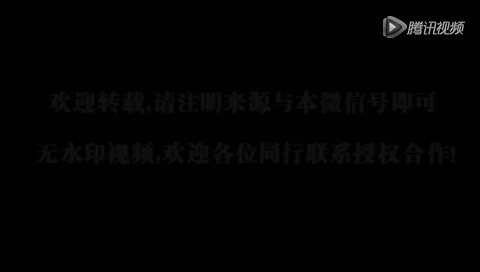 腾讯视频
欢迎转载,请注明来源与本微信号即可
无水印视频,欢迎各位同行联系授权合作!